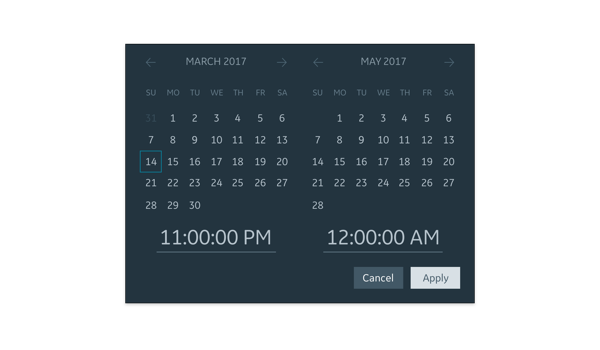 MARCH 2017
SU MO TU WE TH FR SA
31 1 2 3 4 5 6
7 8 9 10 11 12 13
14 15 16 17 18 19 20
21 22 23 24 25 26 27
28 29 30
11:00:00 PM
MAY 2017
SU MO TU WE TH FR SA
1 2 3 4 5 6
7 8 9 10 11 12 13
14 15 16 17 18 19 20
21 22 23 24 25 26 27
28
12:00:00 AM
Cancel Apply